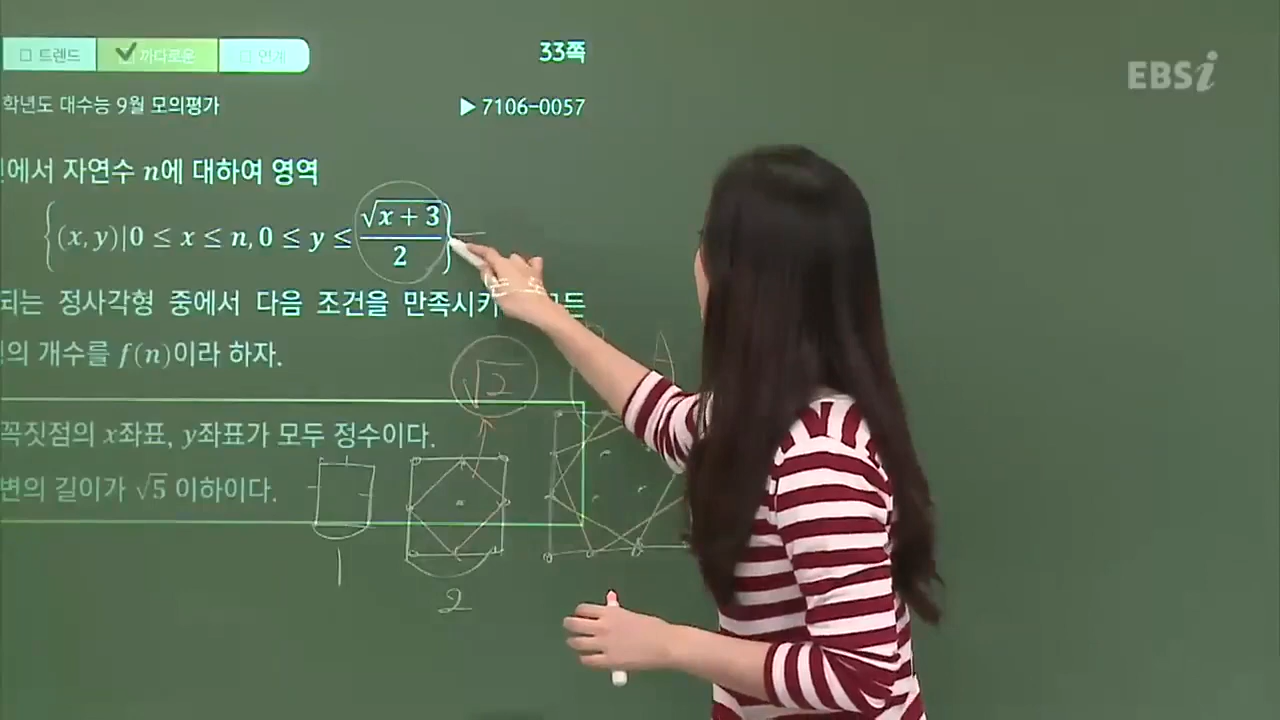 □ 트렌드 ✓ 까다로운 □ 연계
33쪽
EBSi
학년도 대수능 9월 모의평가
▶ 7106-0057
에서 자연수 n에 대하여 영역
{(x, y)|0 ≤ x ≤ n, 0 ≤ y ≤ √(x + 3)/2}
되는 정사각형 중에서 다음 조건을 만족시키
의 개수를 f(n)이라 하자.
√2
꼭짓점의 x좌표, y좌표가 모두 정수이다.
변의 길이가 √5 이하이다.
1
2